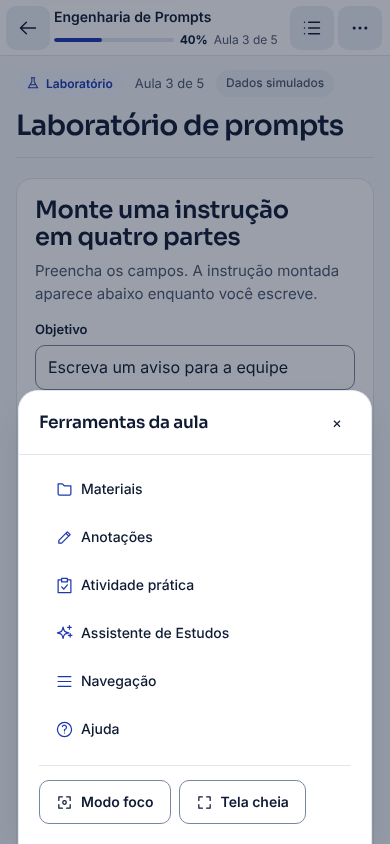 Engenharia de Prompts
40% Aula 3 de 5
Laboratório Aula 3 de 5 Dados simulados
Laboratório de prompts
Monte uma instrução
em quatro partes
Preencha os campos. A instrução montada
aparece abaixo enquanto você escreve.
Objetivo
Escreva um aviso para a equipe
Ferramentas da aula
Materiais
Anotações
Atividade prática
Assistente de Estudos
Navegação
Ajuda
Modo foco Tela cheia